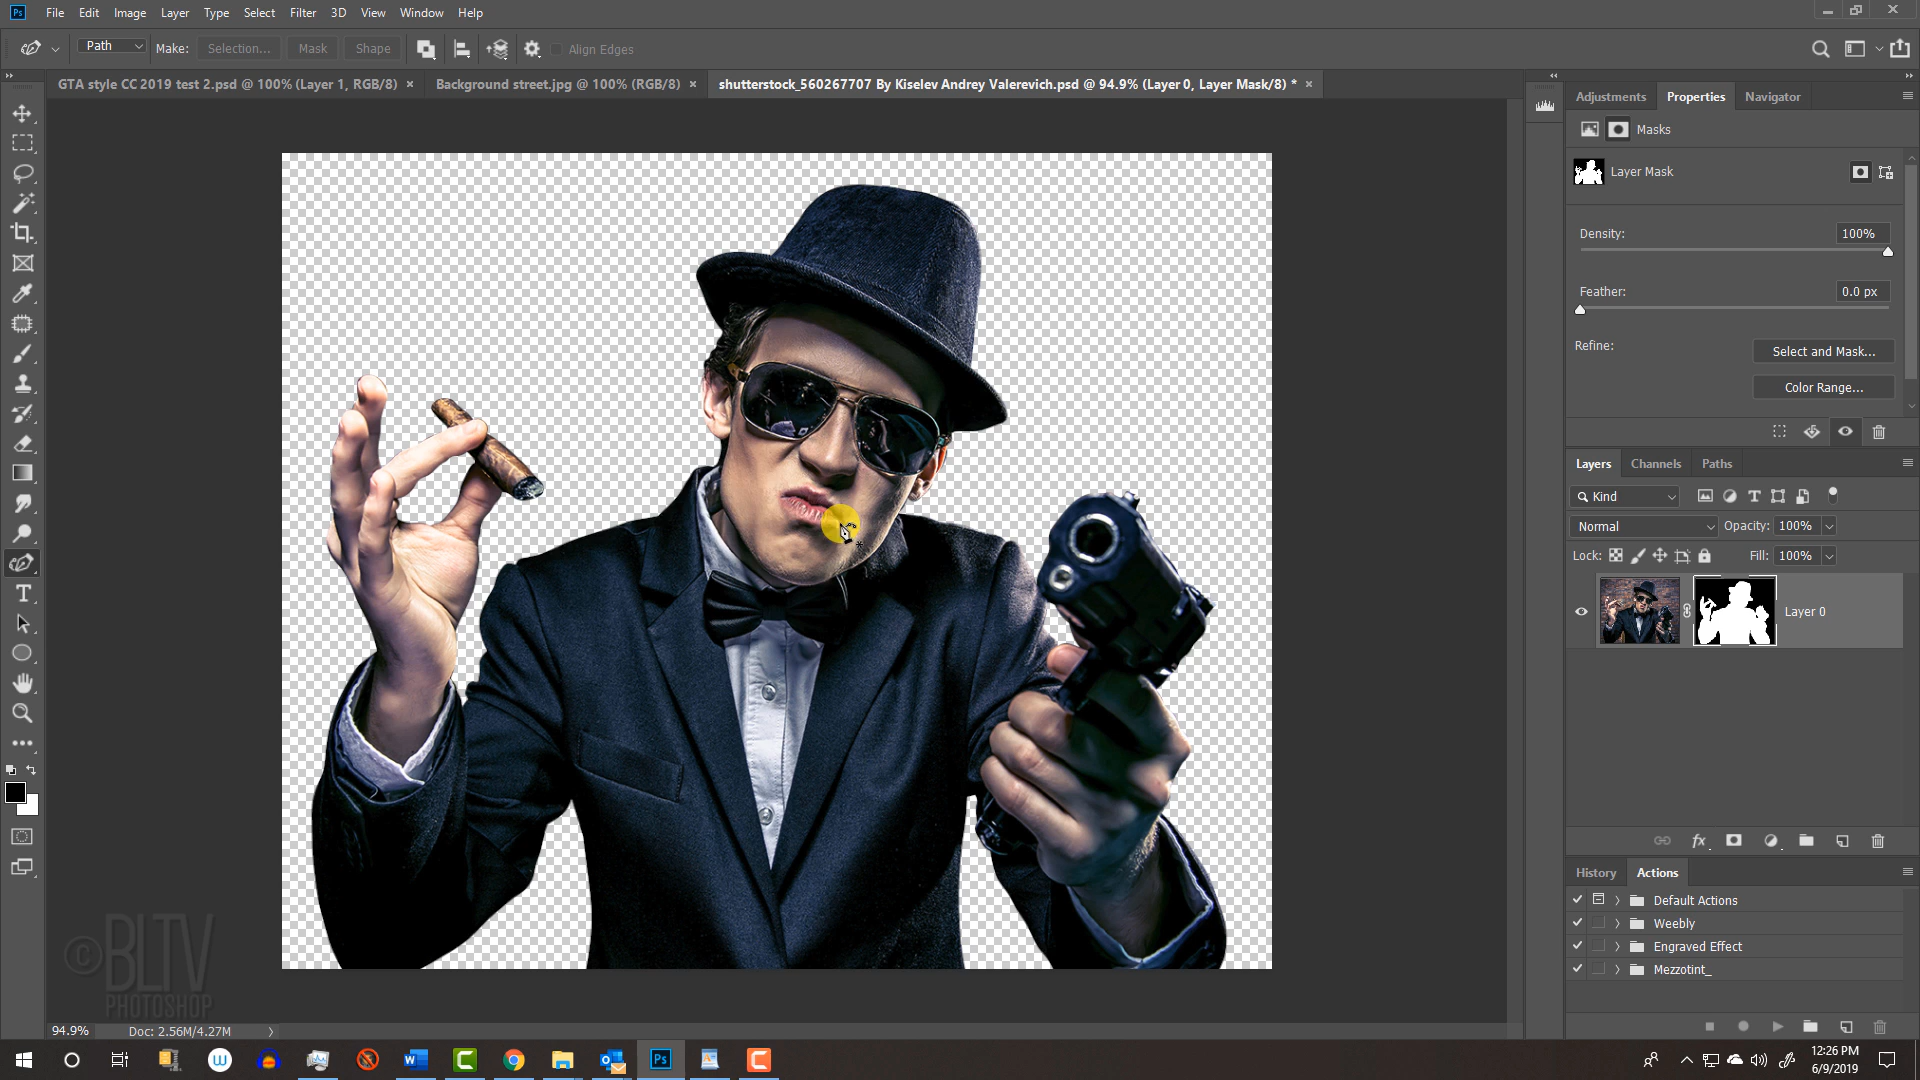 Ps File Edit Image Layer Type Select Filter 3D View Window Help
Path Make: Selection... Mask Shape Align Edges
GTA style CC 2019 test 2.psd @ 100% (Layer 1, RGB/8) × Background street.jpg @ 100% (RGB/8) × shutterstock_560267707 By Kiselev Andrey Valerevich.psd @ 94.9% (Layer 0, Layer Mask/8) * ×
Adjustments Properties Navigator
Masks
Layer Mask
Density: 100%
Feather: 0.0 px
Refine: Select and Mask...
Color Range...
Layers Channels Paths
Kind
Normal Opacity: 100%
Lock: Fill: 100%
Layer 0
fx
History Actions
Default Actions
Weebly
Engraved Effect
Mezzotint_
©BLTV
PHOTOSHOP
94.9% Doc: 2.56M/4.27M
12:26 PM
6/9/2019